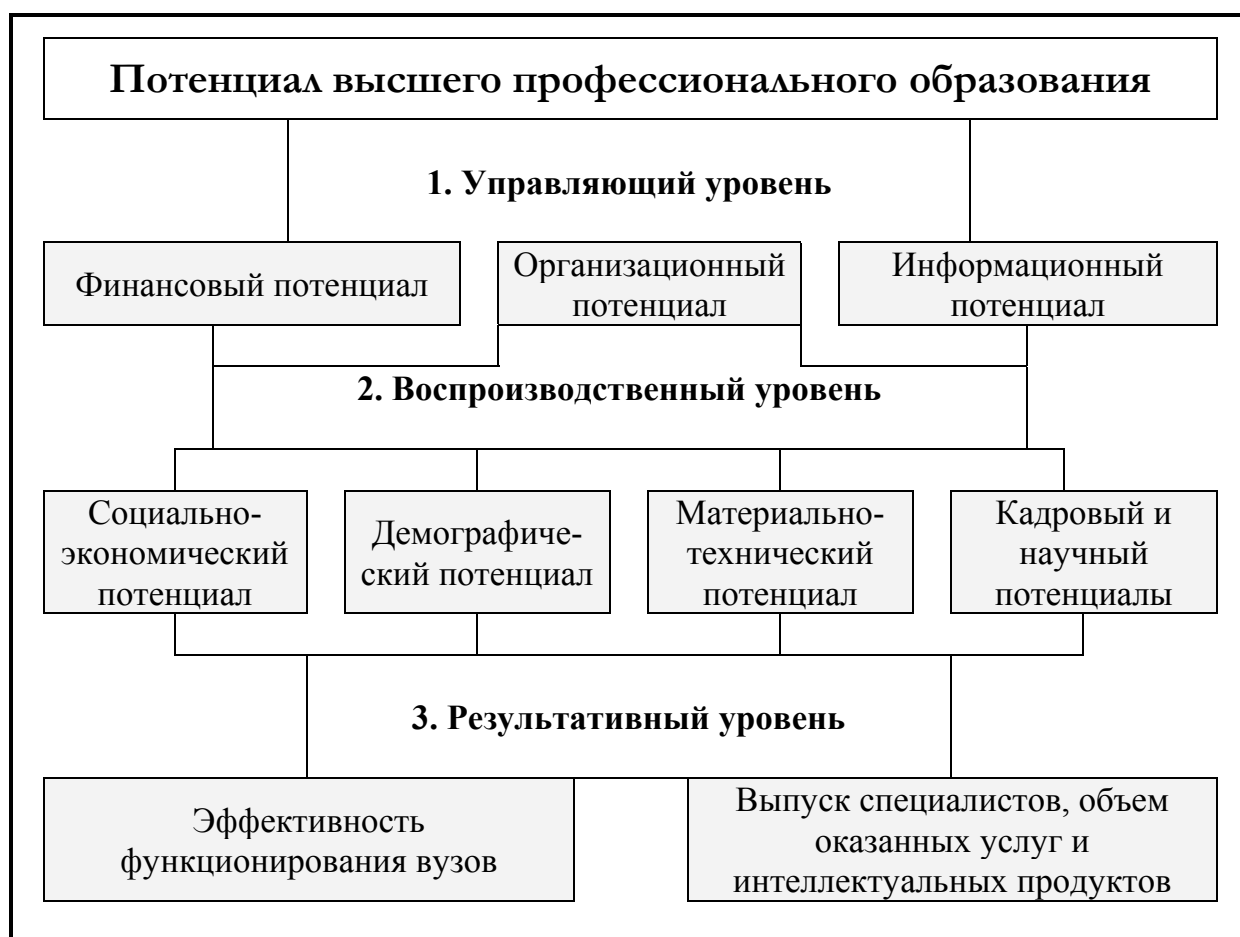 Потенциал высшего профессионального образования
1. Управляющий уровень
Финансовый потенциал
Организационный
потенциал
Информационный
потенциал
2. Воспроизводственный уровень
Социально-
экономический
потенциал
Демографиче-
ский потенциал
Материально-
технический
потенциал
Кадровый и
научный
потенциалы
3. Результативный уровень
Эффективность
функционирования вузов
Выпуск специалистов, объем
оказанных услуг и
интеллектуальных продуктов